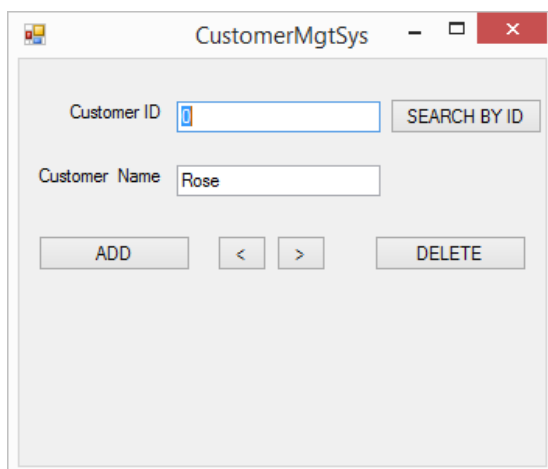 CustomerMgtSys
Customer ID 0 SEARCH BY ID
Customer Name Rose
ADD < > DELETE